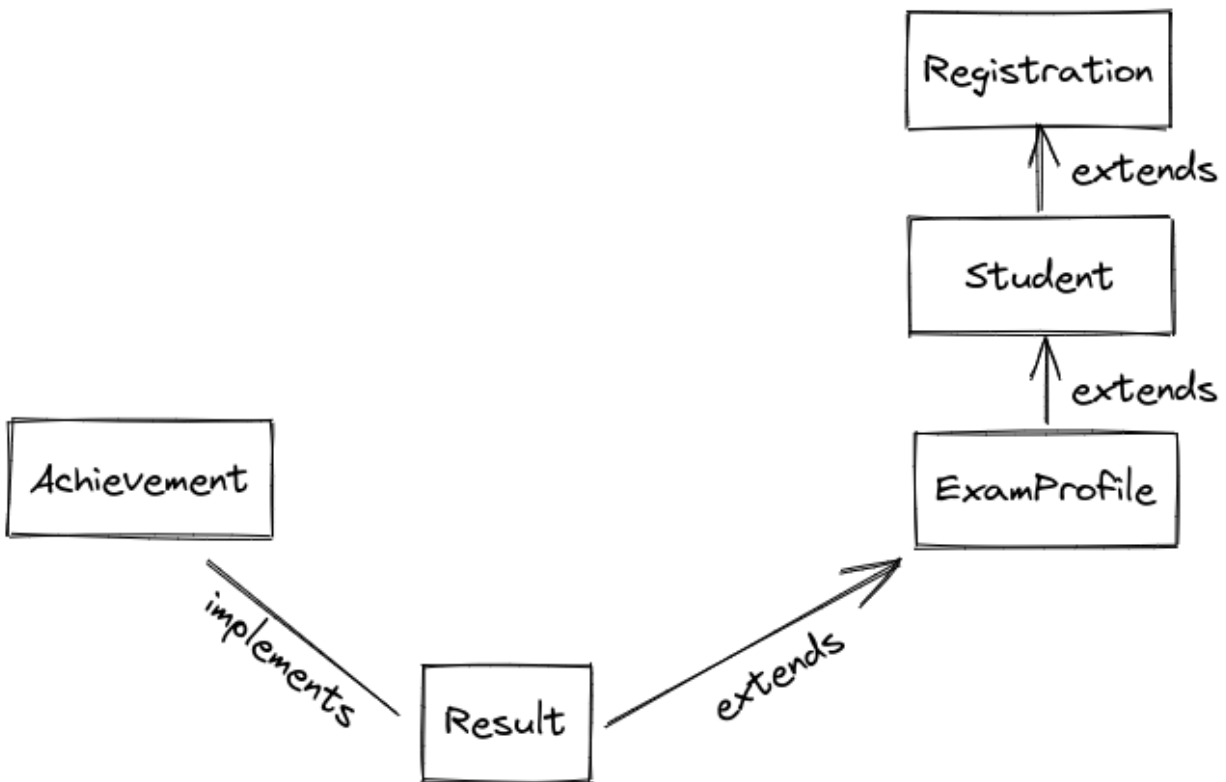 Registration
extends
Student
extends
Achievement
ExamProfile
implements
extends
Result